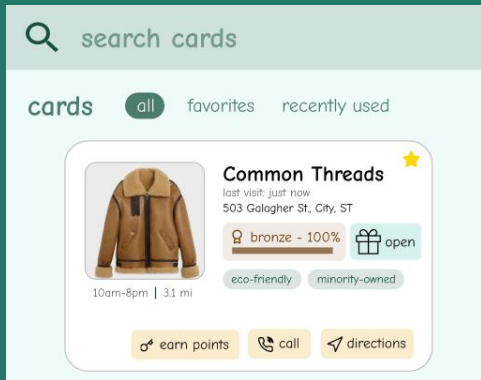 search cards
cards all favorites recently used
Common Threads
last visit: just now
503 Galagher St., City, ST
bronze - 100% open
eco-friendly minority-owned
10am-8pm | 3.1 mi
earn points call directions